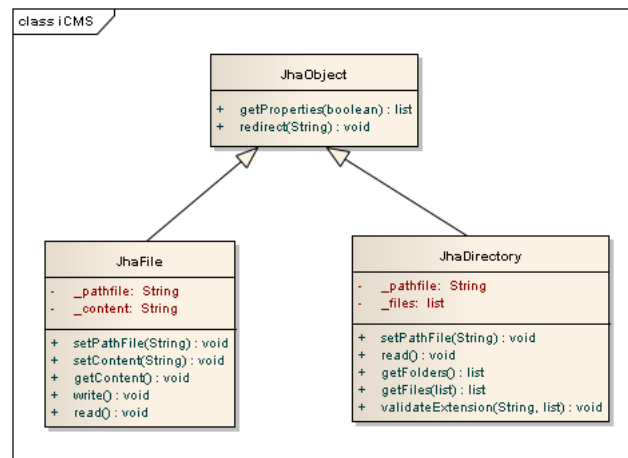 class iCMS
JhaObject
+ getProperties(boolean) : list
+ redirect(String) : void
JhaFile
- _pathfile: String
- _content: String
+ setPathFile(String) : void
+ setContent(String) : void
+ getContent() : void
+ write() : void
+ read() : void
JhaDirectory
- _pathfile: String
- _files: list
+ setPathFile(String) : void
+ read() : void
+ getFolders() : list
+ getFiles(list) : list
+ validateExtension(String, list) : void